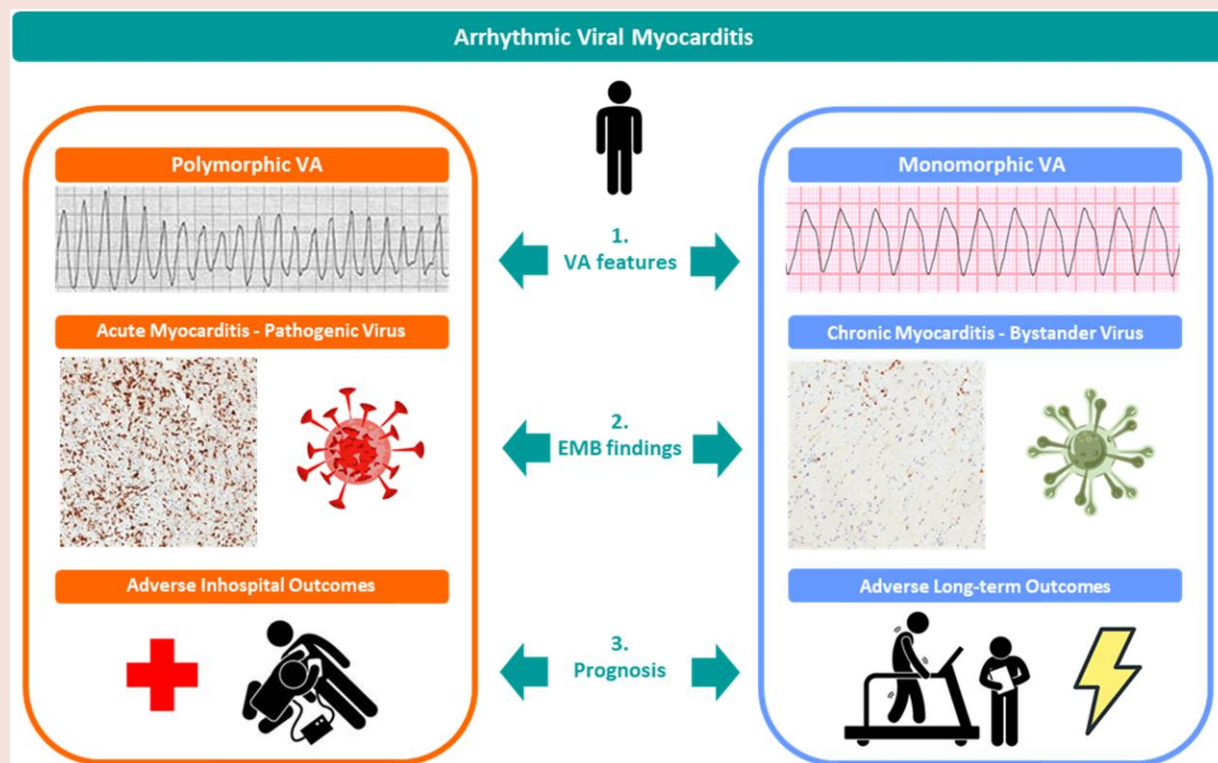 Arrhythmic Viral Myocarditis
Polymorphic VA
Monomorphic VA
1.
VA features
Acute Myocarditis - Pathogenic Virus
Chronic Myocarditis - Bystander Virus
2.
EMB findings
Adverse Inhospital Outcomes
Adverse Long-term Outcomes
3.
Prognosis